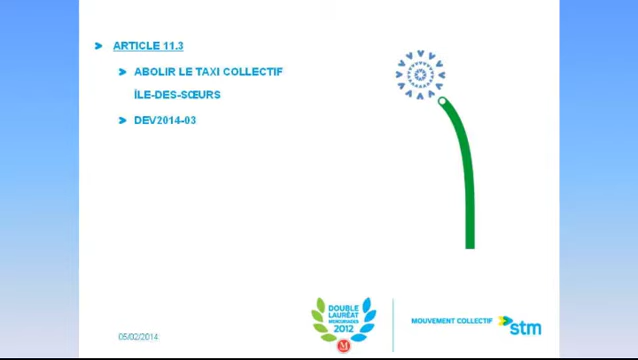 ARTICLE 11.3
ABOLIR LE TAXI COLLECTIF
ÎLE-DES-SŒURS
DEV2014-03
DOUBLE
LAURÉAT
MERCURIADES
2012
M
MOUVEMENT COLLECTIF
stm
05/02/2014